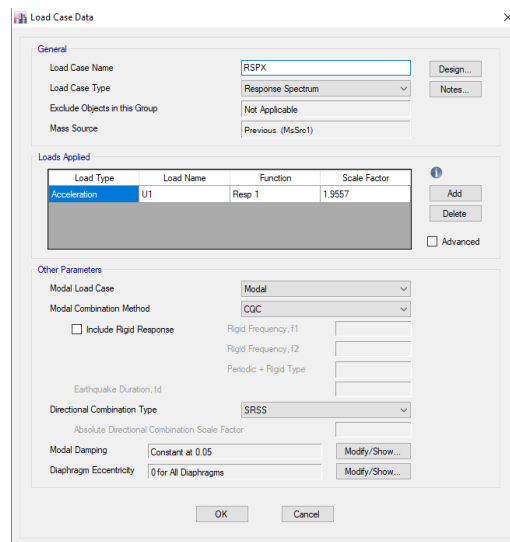 Load Case Data
General
Load Case Name RSPX Design...
Load Case Type Response Spectrum Notes...
Exclude Objects in this Group Not Applicable
Mass Source Previous (MsSrc1)
Loads Applied
Load Type Load Name Function Scale Factor
Acceleration U1 Resp 1 1.9557 Add
Delete
Advanced
Other Parameters
Modal Load Case Modal
Modal Combination Method CQC
Include Rigid Response Rigid Frequency, f1
Rigid Frequency, f2
Periodic + Rigid Type
Earthquake Duration, td
Directional Combination Type SRSS
Absolute Directional Combination Scale Factor
Modal Damping Constant at 0.05 Modify/Show...
Diaphragm Eccentricity 0 for All Diaphragms Modify/Show...
OK Cancel